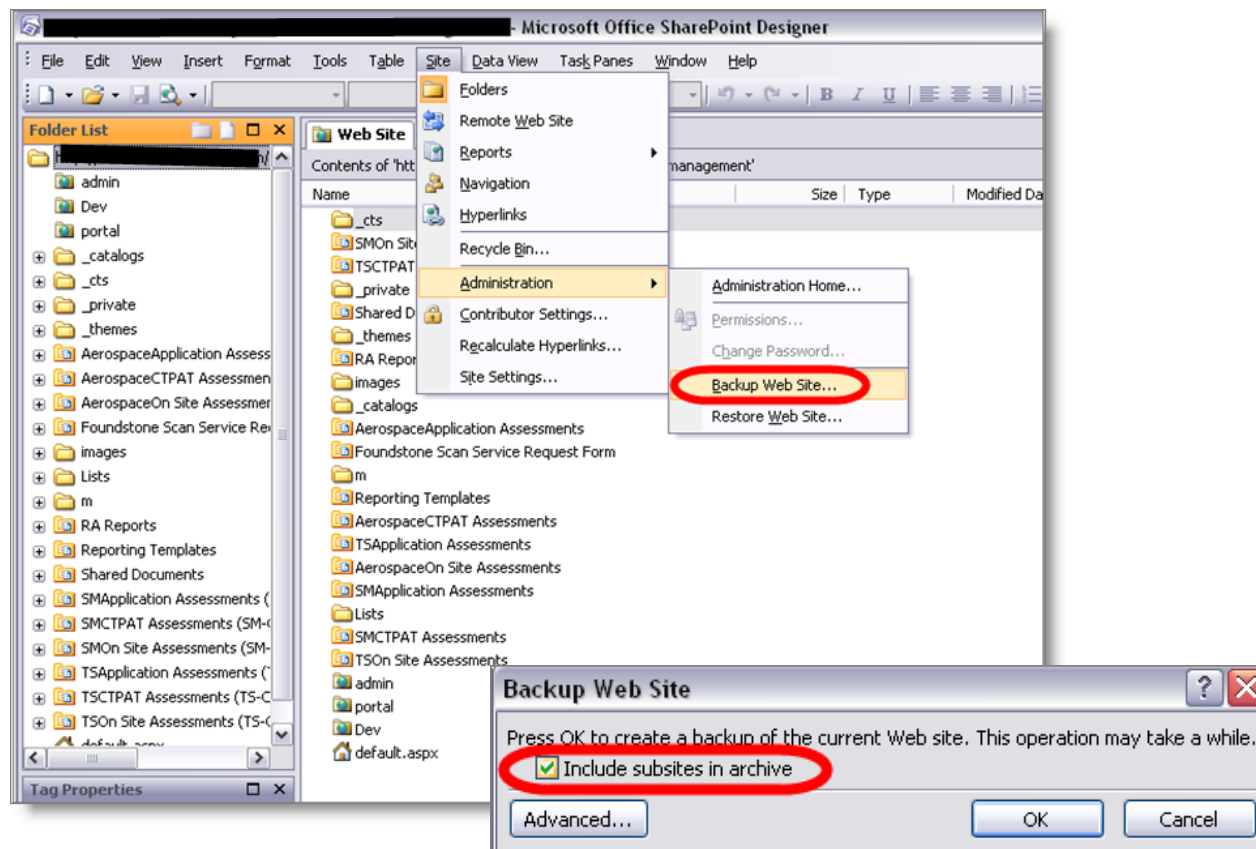 - Microsoft Office SharePoint Designer
File Edit View Insert Format Tools Table Site Data View Task Panes Window Help
B I U
Folder List
admin
Dev
portal
_catalogs
_cts
_private
_themes
AerospaceApplication Assess
AerospaceCTPAT Assessmen
AerospaceOn Site Assessmer
Foundstone Scan Service Re
images
Lists
m
RA Reports
Reporting Templates
Shared Documents
SMApplication Assessments (
SMCTPAT Assessments (SM-
SMOn Site Assessments (SM-
TSApplication Assessments (
TSCTPAT Assessments (TS-C
TSOn Site Assessments (TS-
default.aspx
Tag Properties
Web Site
Contents of 'htt management'
Name Size Type Modified Da
_cts
SMOn Sit
TSCTPAT
_private
Shared D
_themes
RA Repor
images
_catalogs
AerospaceApplication Assessments
Foundstone Scan Service Request Form
m
Reporting Templates
AerospaceCTPAT Assessments
TSApplication Assessments
AerospaceOn Site Assessments
SMApplication Assessments
Lists
SMCTPAT Assessments
TSOn Site Assessments
admin
portal
Dev
default.aspx
Folders
Remote Web Site
Reports
Navigation
Hyperlinks
Recycle Bin...
Administration
Contributor Settings...
Recalculate Hyperlinks...
Site Settings...
Administration Home...
Permissions...
Change Password...
Backup Web Site...
Restore Web Site...
Backup Web Site
Press OK to create a backup of the current Web site. This operation may take a while.
Include subsites in archive
Advanced... OK Cancel